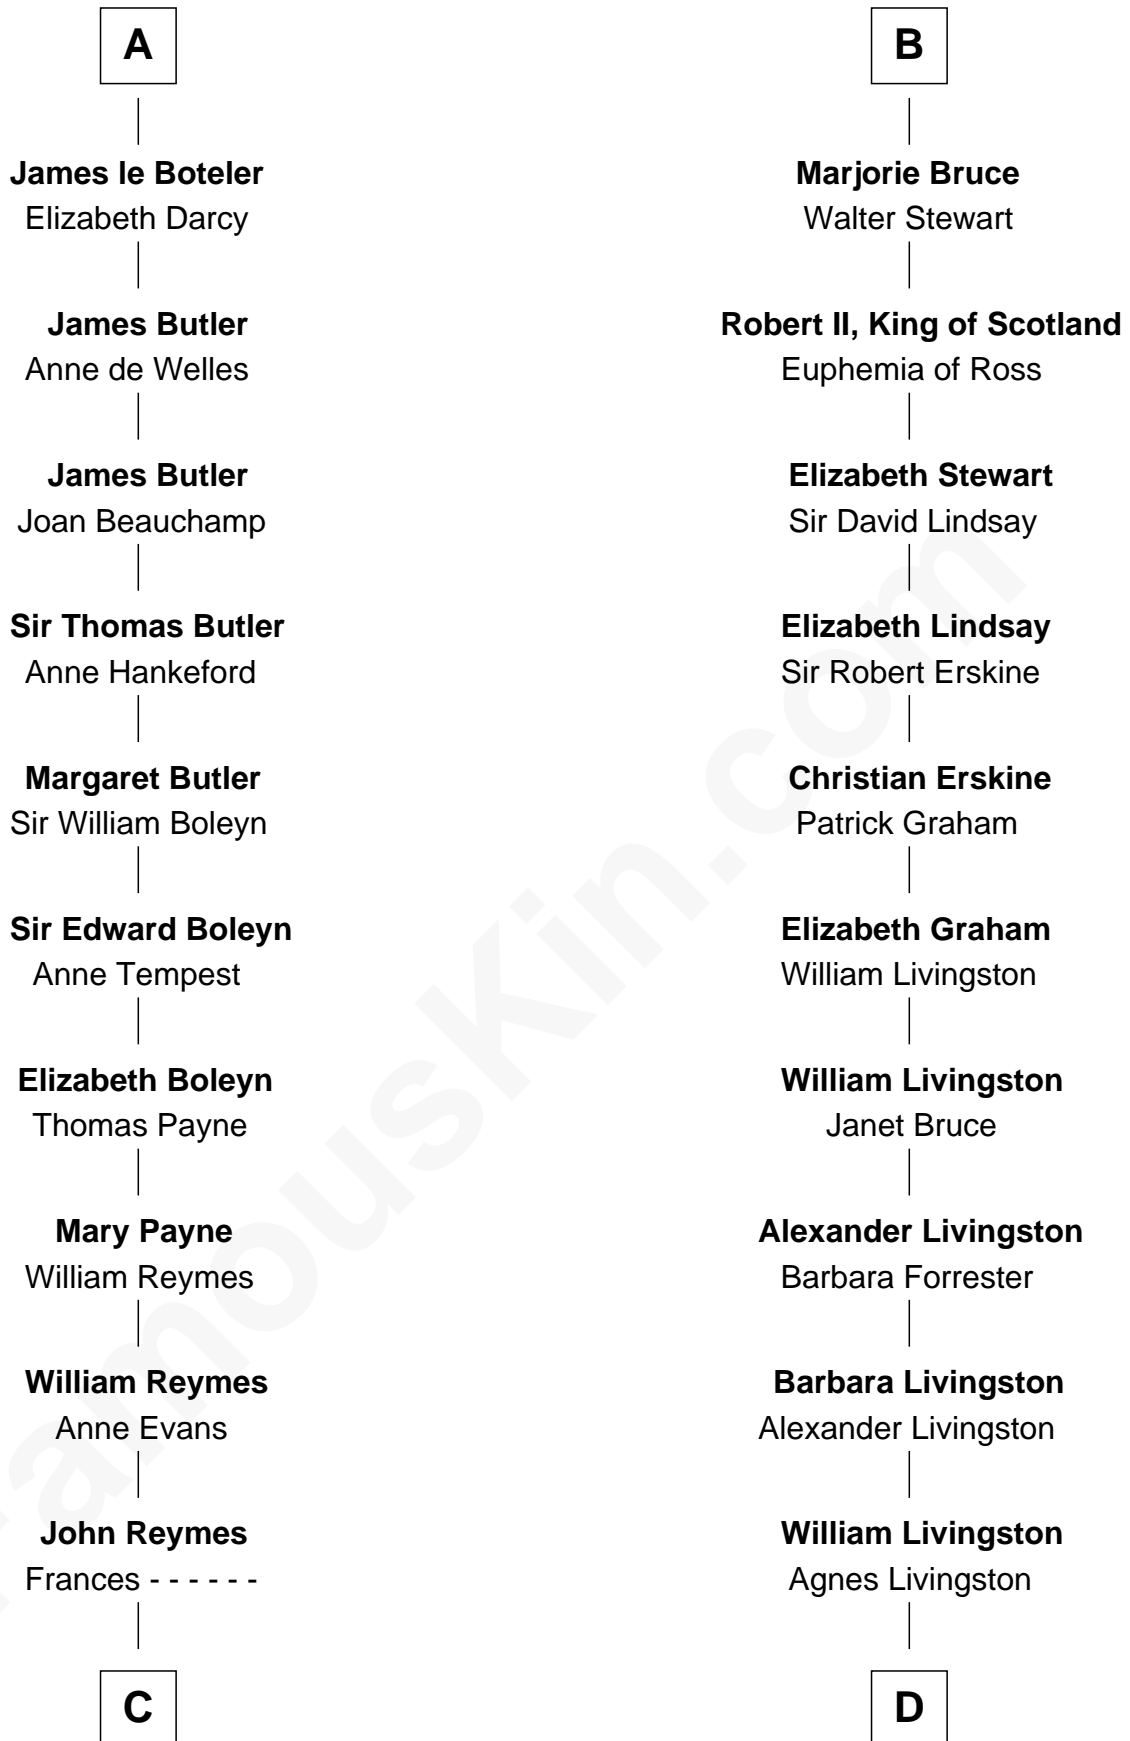 A
James le Boteler
Elizabeth Darcy
James Butler
Anne de Welles
James Butler
Joan Beauchamp
Sir Thomas Butler
Anne Hankeford
Margaret Butler
Sir William Boleyn
Sir Edward Boleyn
Anne Tempest
Elizabeth Boleyn
Thomas Payne
Mary Payne
William Reymes
William Reymes
Anne Evans
John Reymes
Frances - - - - - -
C
B
Marjorie Bruce
Walter Stewart
Robert II, King of Scotland
Euphemia of Ross
Elizabeth Stewart
Sir David Lindsay
Elizabeth Lindsay
Sir Robert Erskine
Christian Erskine
Patrick Graham
Elizabeth Graham
William Livingston
William Livingston
Janet Bruce
Alexander Livingston
Barbara Forrester
Barbara Livingston
Alexander Livingston
William Livingston
Agnes Livingston
D
FamousKin.com